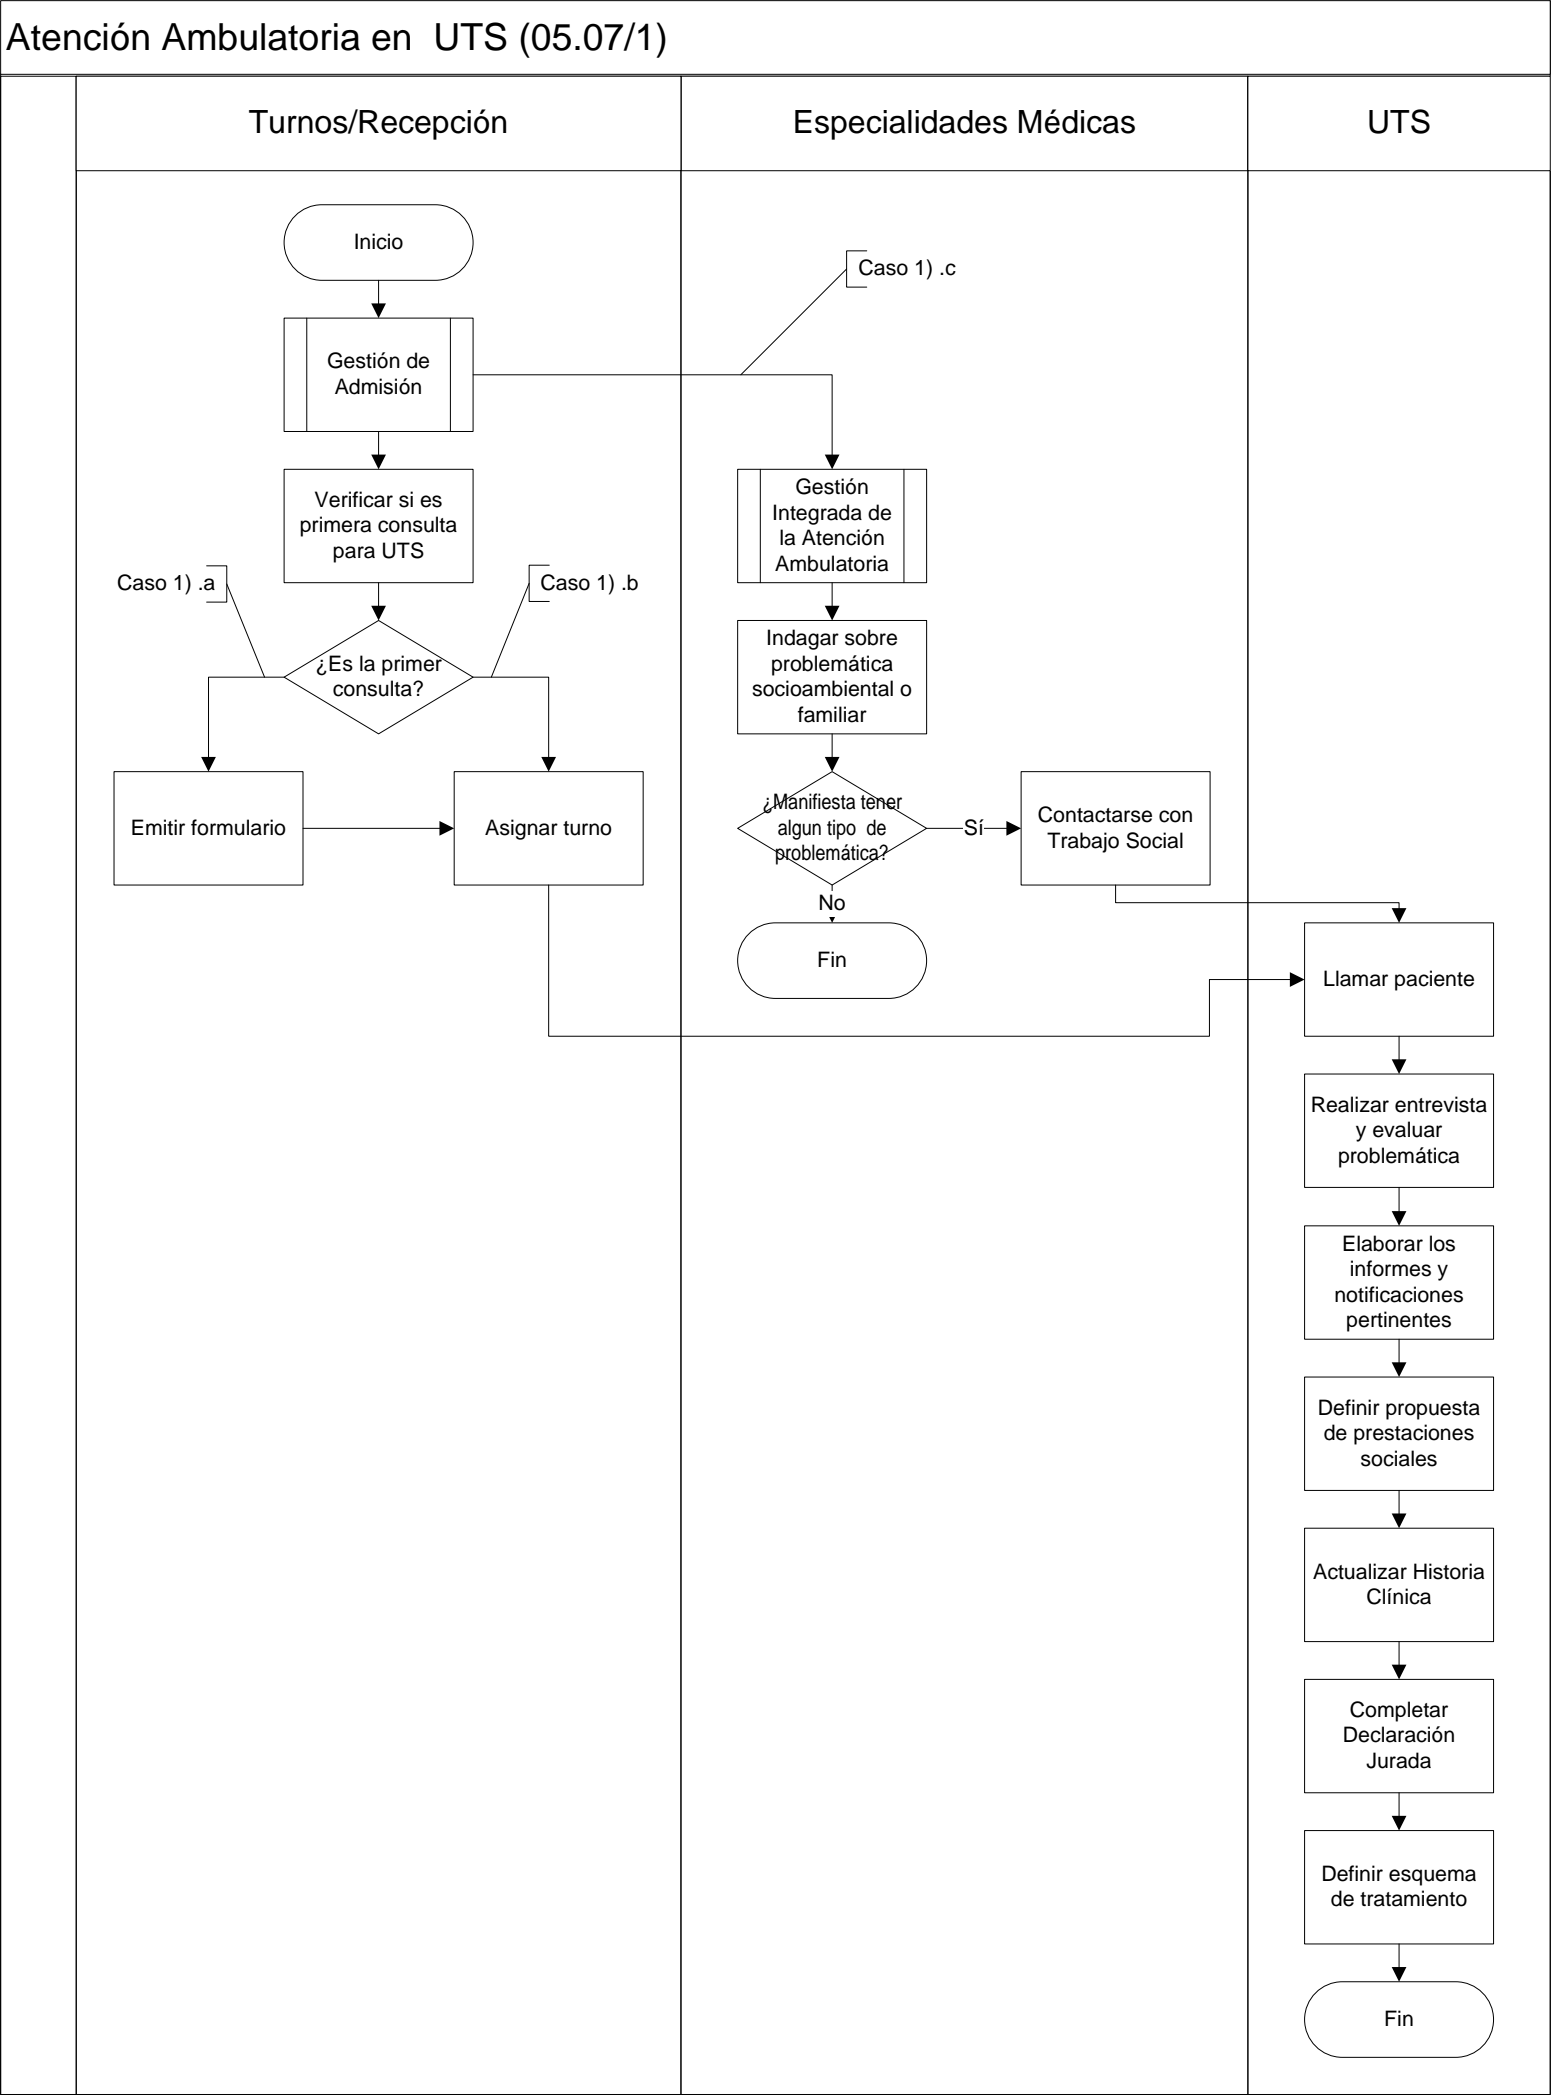 Atención Ambulatoria en  UTS (05.07/1)
Turnos/Recepción
Especialidades Médicas
UTS
Inicio
Caso 1) .c
Gestión de
Admisión
Verificar si es
primera consulta
para UTS
Gestión
Integrada de
la Atención
Ambulatoria
Caso 1) .a
Caso 1) .b
¿Es la primer
consulta?
Indagar sobre
problemática
socioambiental o
familiar
Emitir formulario
Asignar turno
¿Manifiesta tener
algun tipo  de
problemática?
Sí
Contactarse con
Trabajo Social
No
Fin
Llamar paciente
Realizar entrevista
y evaluar
problemática
Elaborar los
informes y
notificaciones
pertinentes
Definir propuesta
de prestaciones
sociales
Actualizar Historia
Clínica
Completar
Declaración
Jurada
Definir esquema
de tratamiento
Fin